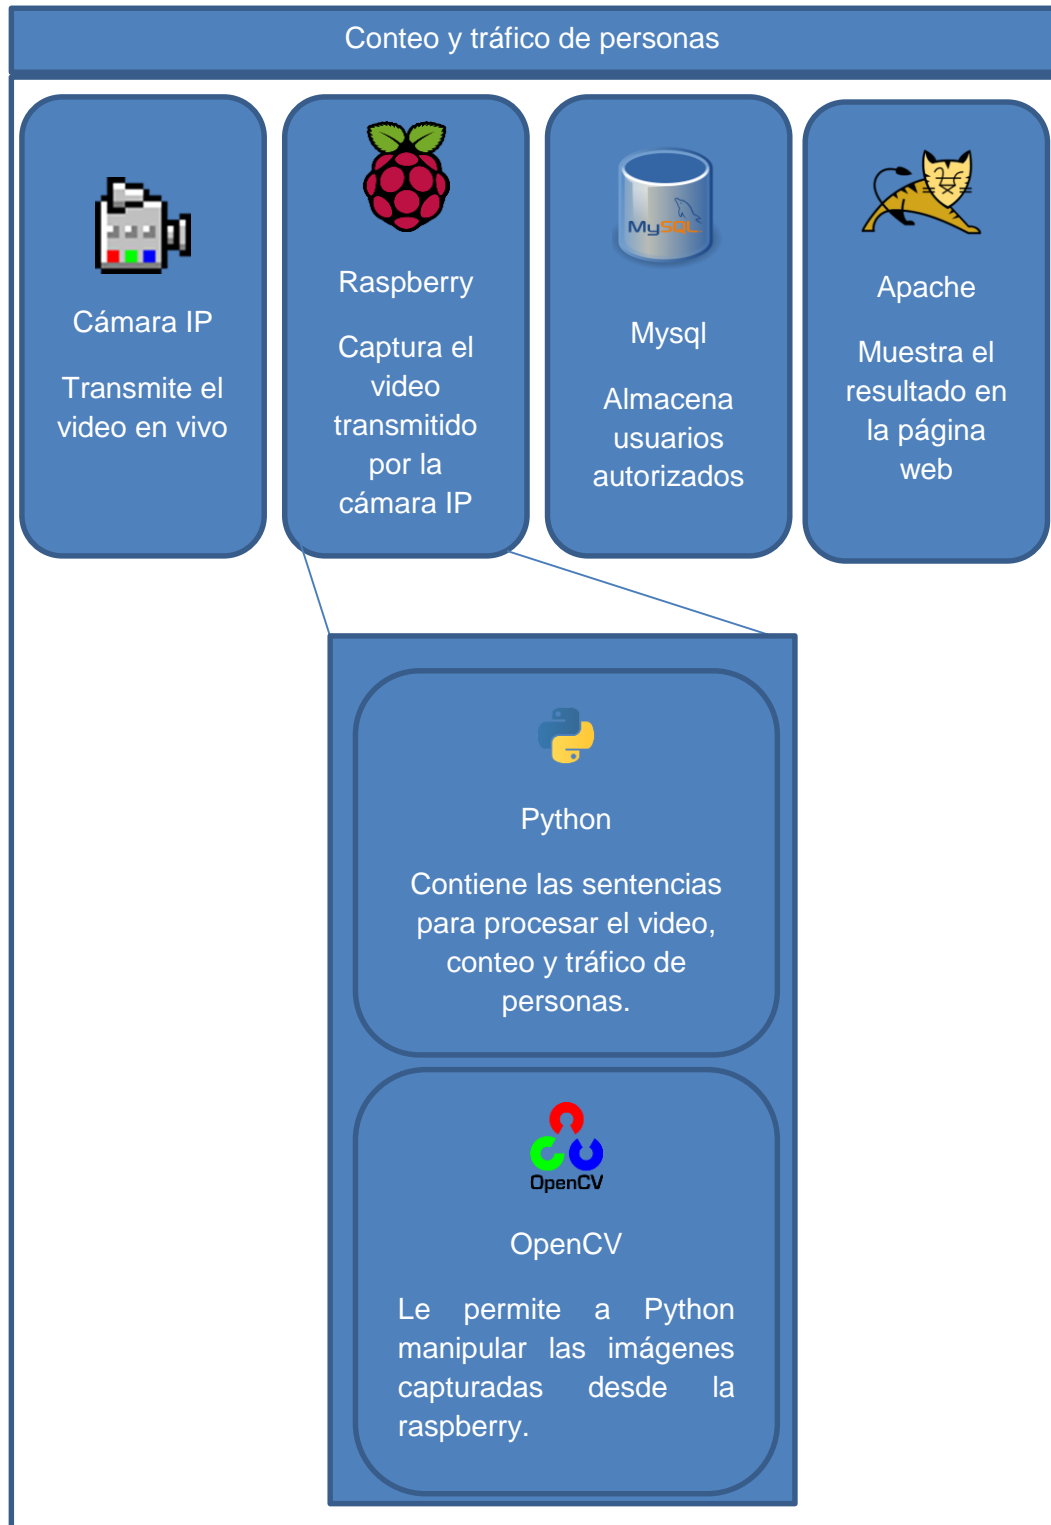 Conteo y tráfico de personas
Cámara IP
Transmite el
video en vivo
Raspberry
Captura el
video
transmitido
por la
cámara IP
MySQL
Mysql
Almacena
usuarios
autorizados
Apache
Muestra el
resultado en
la página
web
Python
Contiene las sentencias
para procesar el video,
conteo y tráfico de
personas.
OpenCV
OpenCV
Le permite a Python
manipular las imágenes
capturadas desde la
raspberry.